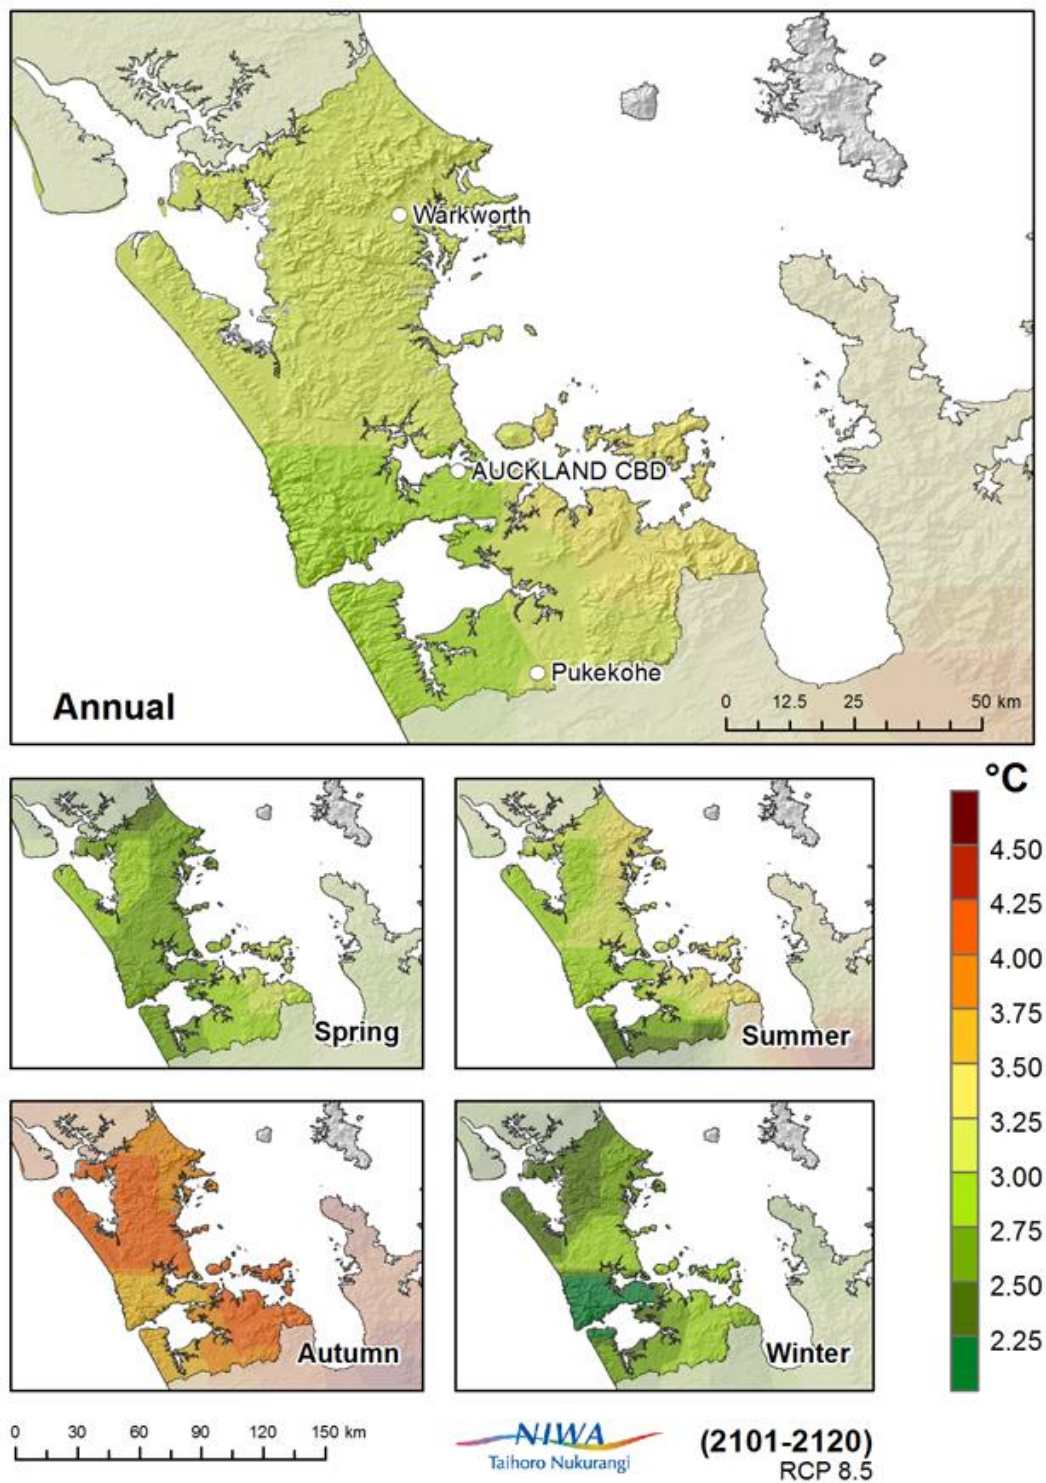 Warkworth
AUCKLAND CBD
Pukekohe
Annual
0 12.5 25 50 km
°C
4.50
4.25
4.00
3.75
3.50
3.25
3.00
2.75
2.50
2.25
Spring
Summer
Autumn
Winter
0 30 60 90 120 150 km
NIWA
Taihoro Nukurangi
(2101-2120)
RCP 8.5